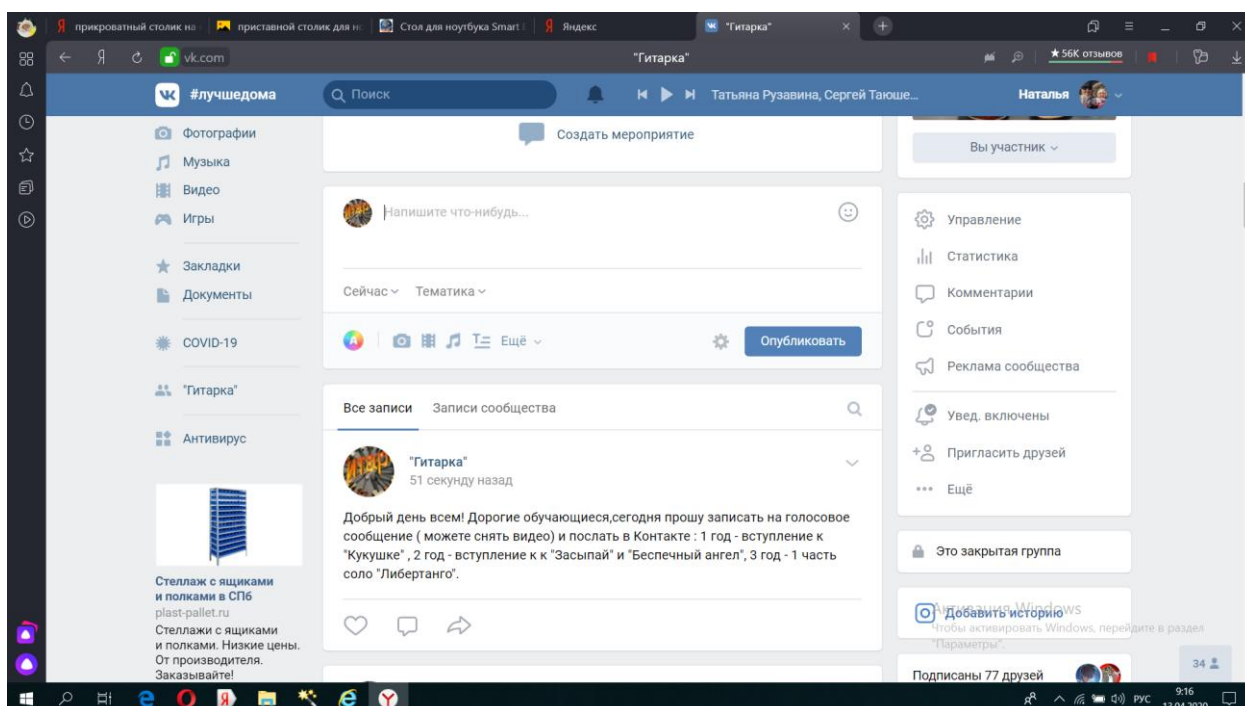 прикроватный столик на
приставной столик для но
Стол для ноутбука Smart
Яндекс
"Гитарка"
vk.com
"Гитарка"
★ 56K отзывов
#лучшедома
Поиск
Татьяна Рузавина, Сергей Таюше...
Наталья
Фотографии
Музыка
Видео
Игры
Закладки
Документы
COVID-19
"Гитарка"
Антивирус
Стеллаж с ящиками
и полками в СПб
plast-pallet.ru
Стеллажи с ящиками
и полками. Низкие цены.
От производителя.
Заказывайте!
Создать мероприятие
Напишите что-нибудь...
Сейчас
Тематика
Ещё
Опубликовать
Все записи
Записи сообщества
"Гитарка"
51 секунду назад
Добрый день всем! Дорогие обучающиеся,сегодня прошу записать на голосовое
сообщение ( можете снять видео) и послать в Контакте : 1 год - вступление к
"Кукушке" , 2 год - вступление к к "Засыпай" и "Беспечный ангел", 3 год - 1 часть
соло "Либертанго".
Вы участник
Управление
Статистика
Комментарии
События
Реклама сообщества
Увед. включены
Пригласить друзей
Ещё
Это закрытая группа
Добавить историю
Активация Windows
Чтобы активировать Windows, перейдите в раздел
"Параметры".
Подписаны 77 друзей
34
РУС
9:16
13.04.2020